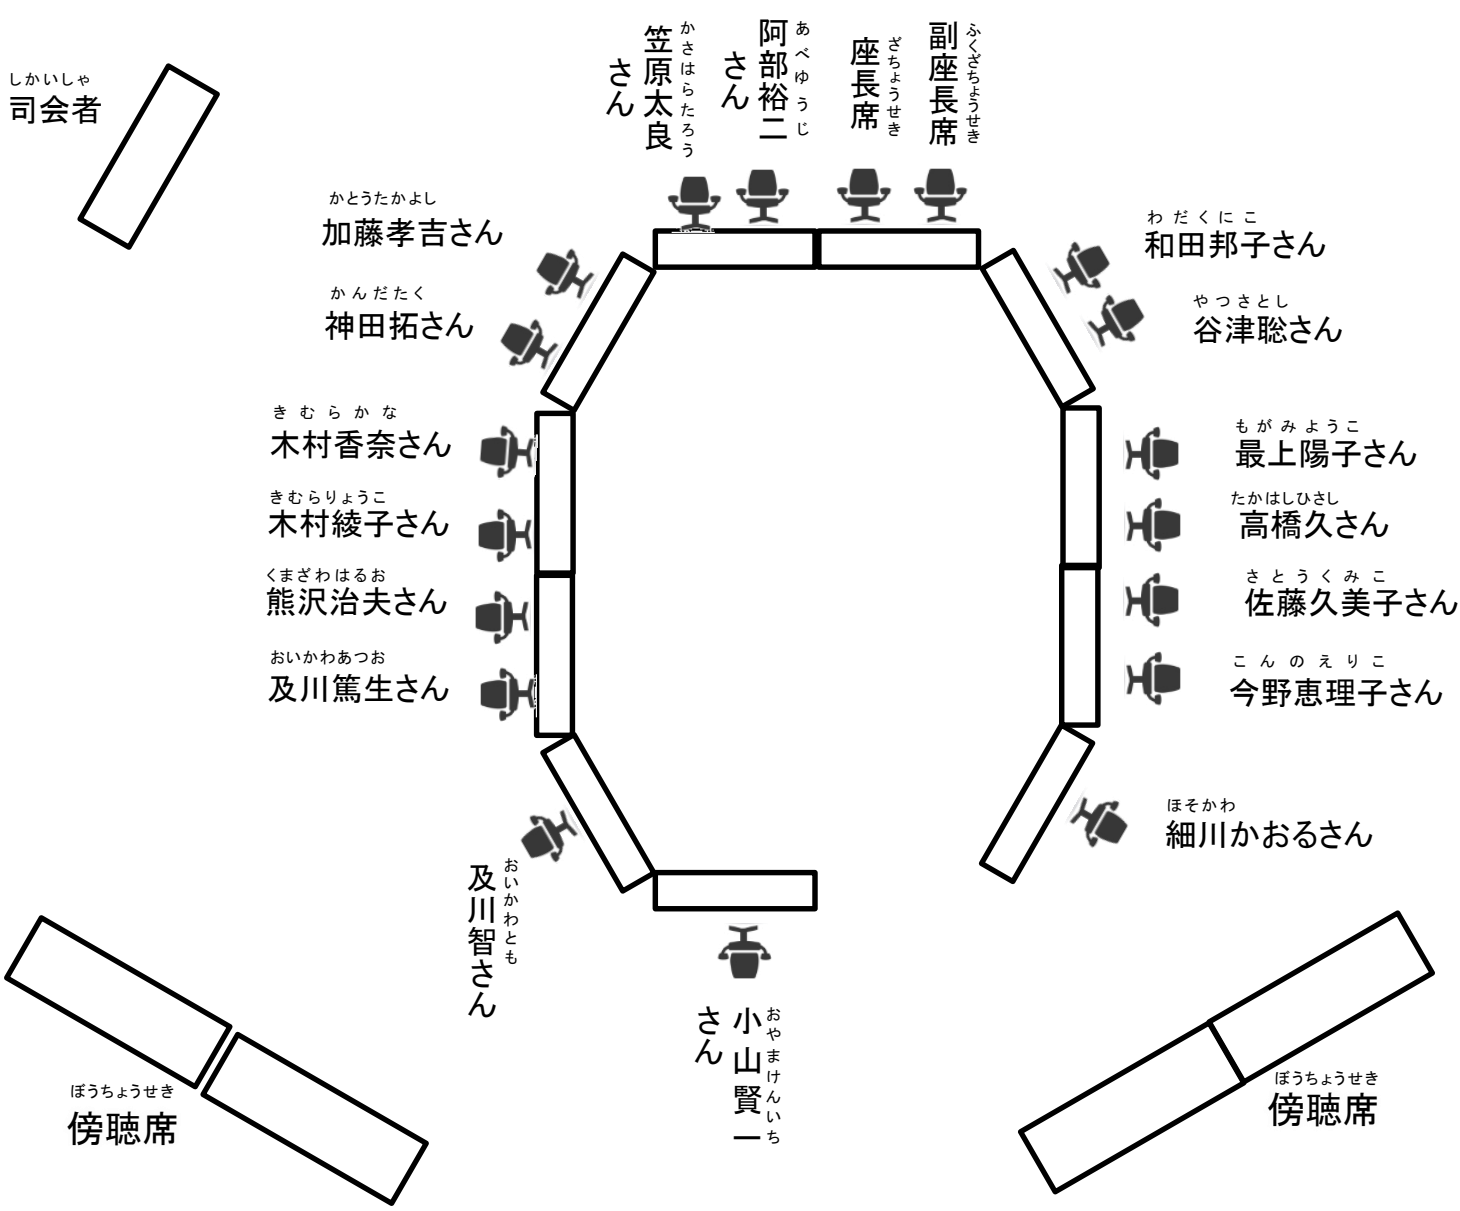 しかいしゃ
司会者
かさはらたろう
笠原太良
さん
あべゆうじ
阿部裕二
さん
ざちょうせき
座長席
ふくざちょうせき
副座長席
かとうたかよし
加藤孝吉さん
かんだたく
神田拓さん
きむらかな
木村香奈さん
きむらりょうこ
木村綾子さん
くまざわはるお
熊沢治夫さん
おいかわあつお
及川篤生さん
おいかわとも
及川智さん
おやまけんいち
小山賢一
さん
わだくにこ
和田邦子さん
やつさとし
谷津聡さん
もがみようこ
最上陽子さん
たかはしひさし
高橋久さん
さとうくみこ
佐藤久美子さん
こんのえりこ
今野恵理子さん
ほそかわ
細川かおるさん
ぼうちょうせき
傍聴席
ぼうちょうせき
傍聴席